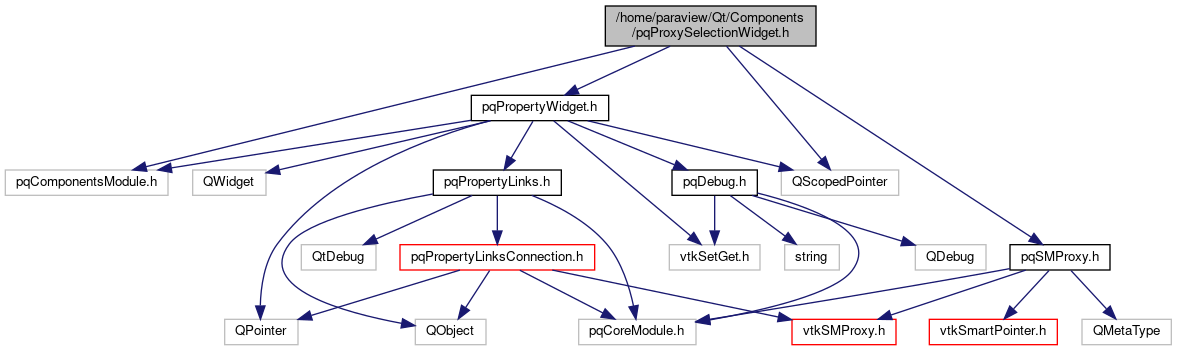 /home/paraview/Qt/Components
/pqProxySelectionWidget.h
pqPropertyWidget.h
pqComponentsModule.h
QWidget
pqPropertyLinks.h
pqDebug.h
QScopedPointer
QtDebug
pqPropertyLinksConnection.h
vtkSetGet.h
string
QDebug
pqSMProxy.h
QPointer
QObject
pqCoreModule.h
vtkSMProxy.h
vtkSmartPointer.h
QMetaType